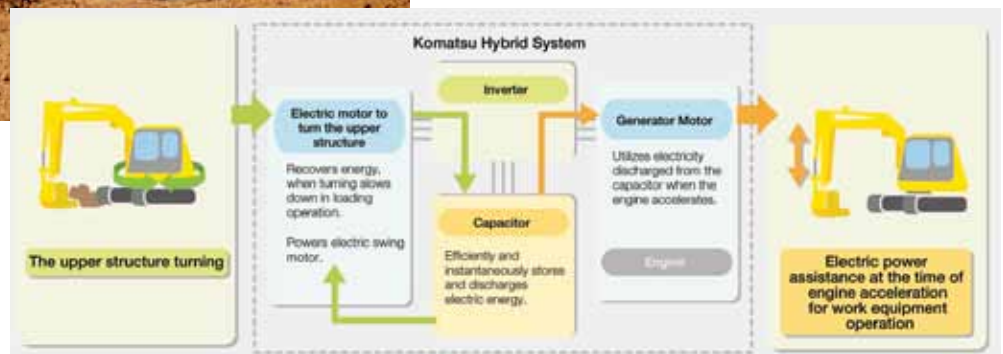 Komatsu Hybrid System
The upper structure turning
Electric motor to
turn the upper
structure
Recovers energy,
when turning slows
down in loading
operation.
Powers electric swing
motor.
Inverter
Capacitor
Efficiently and
instantaneously stores
and discharges
electric energy.
Generator Motor
Utilizes electricity
discharged from the
capacitor when the
engine accelerates.
Engine
Electric power
assistance at the time of
engine acceleration
for work equipment
operation